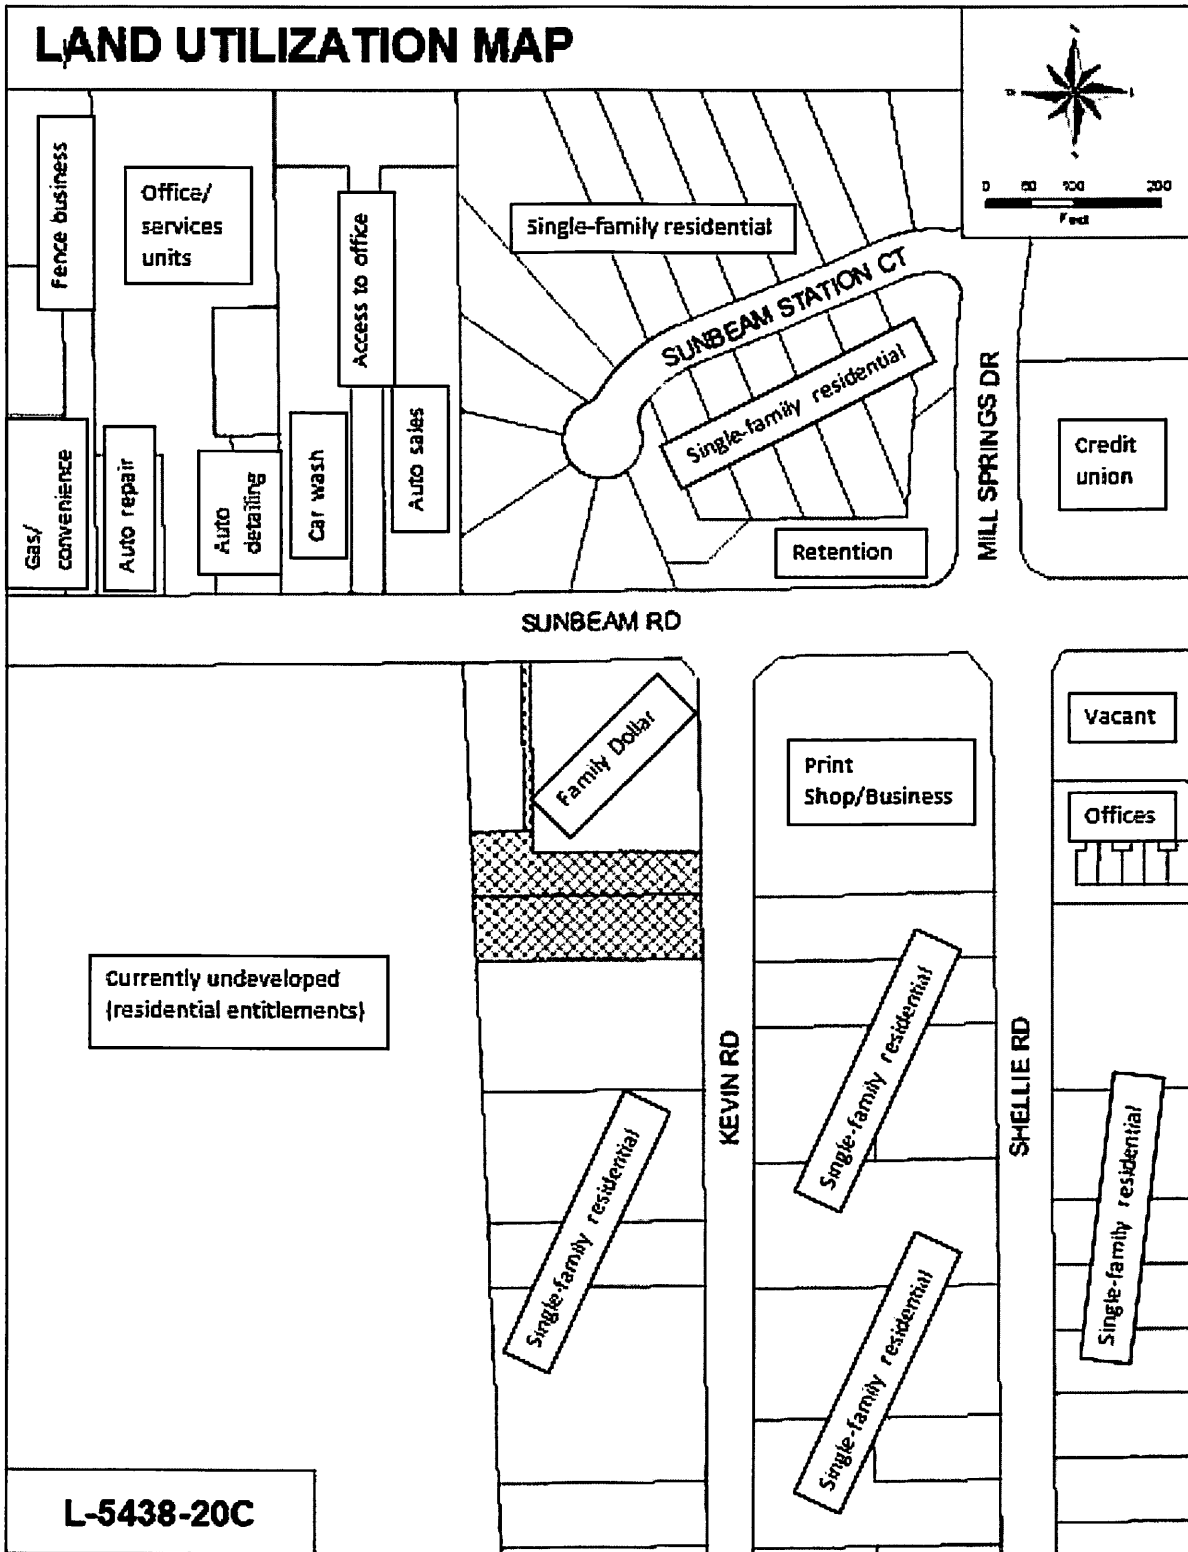 LAND UTILIZATION MAP
0 50 100 200
Feet
Fence business
Office/
services
units
Access to office
Single-family residential
SUNBEAM STATION CT
Single-family residential
MILL SPRINGS DR
Credit
union
Gas/
convenience
Auto repair
Auto
detailing
Car wash
Auto sales
Retention
SUNBEAM RD
Family Dollar
Print
Shop/Business
Vacant
Offices
Currently undeveloped
(residential entitlements)
KEVIN RD
SHELLIE RD
Single-family residential
Single-family residential
Single-family residential
Single-family residential
L-5438-20C